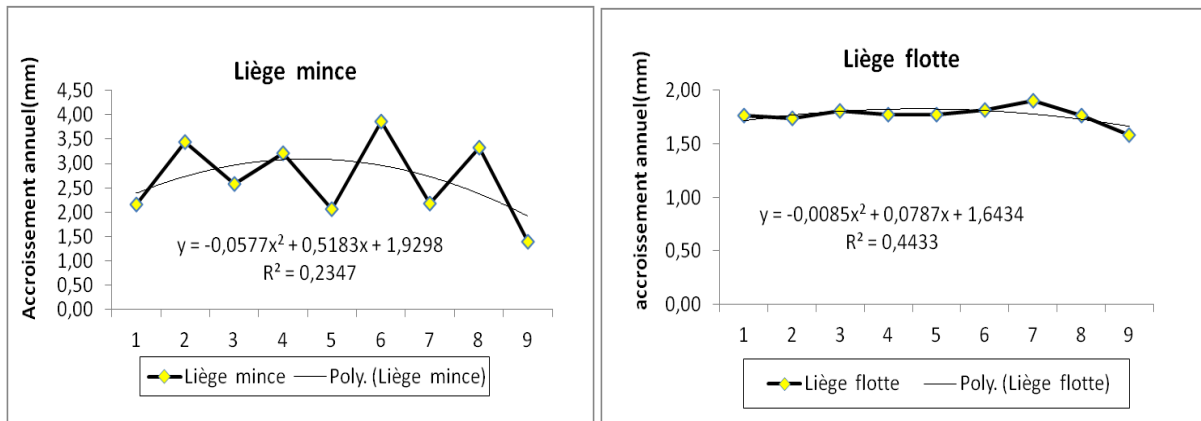 Liège mince
Accroissement annuel(mm)
4,50
4,00
3,50
3,00
2,50
2,00
1,50
1,00
0,50
0,00
y = -0,0577x² + 0,5183x + 1,9298
R² = 0,2347
1 2 3 4 5 6 7 8 9
Liège mince Poly. (Liège mince)
Liège flotte
accroissement annuel(mm)
2,00
1,50
1,00
0,50
0,00
y = -0,0085x² + 0,0787x + 1,6434
R² = 0,4433
1 2 3 4 5 6 7 8 9
Liège flotte Poly. (Liège flotte)